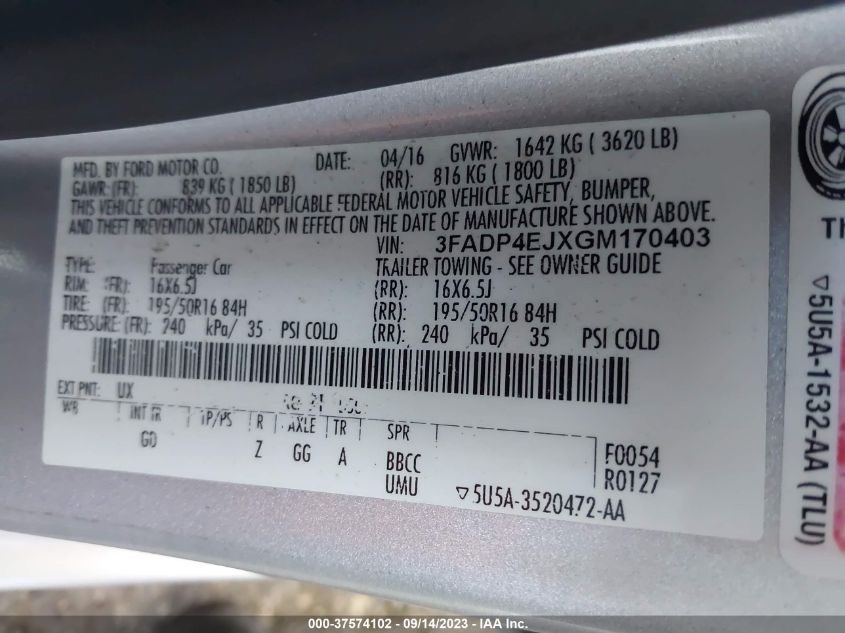 MFD. BY FORD MOTOR CO. DATE: 04/16 GVWR: 1642 KG ( 3620 LB)
GAWR: (FR): 839 KG ( 1850 LB) (RR): 816 KG ( 1800 LB)
THIS VEHICLE CONFORMS TO ALL APPLICABLE FEDERAL MOTOR VEHICLE SAFETY, BUMPER,
AND THEFT PREVENTION STANDARDS IN EFFECT ON THE DATE OF MANUFACTURE SHOWN ABOVE.
VIN: 3FADP4EJXGM170403
TYPE: Passenger Car TRAILER TOWING - SEE OWNER GUIDE
RIM: (FR): 16X6.5J (RR): 16X6.5J
TIRE: (FR): 195/50R16 84H (RR): 195/50R16 84H
PRESSURE: (FR): 240 kPa/ 35 PSI COLD (RR): 240 kPa/ 35 PSI COLD
EXT PNT: UX
WB INT TR TP/PS R AXLE TR SPR
GO Z GG A BBCC F0054
UMU R0127
▽5U5A-3520472-AA
▽5U5A-1532-AA (TLU)
000-37574102 - 09/14/2023 - IAA Inc.